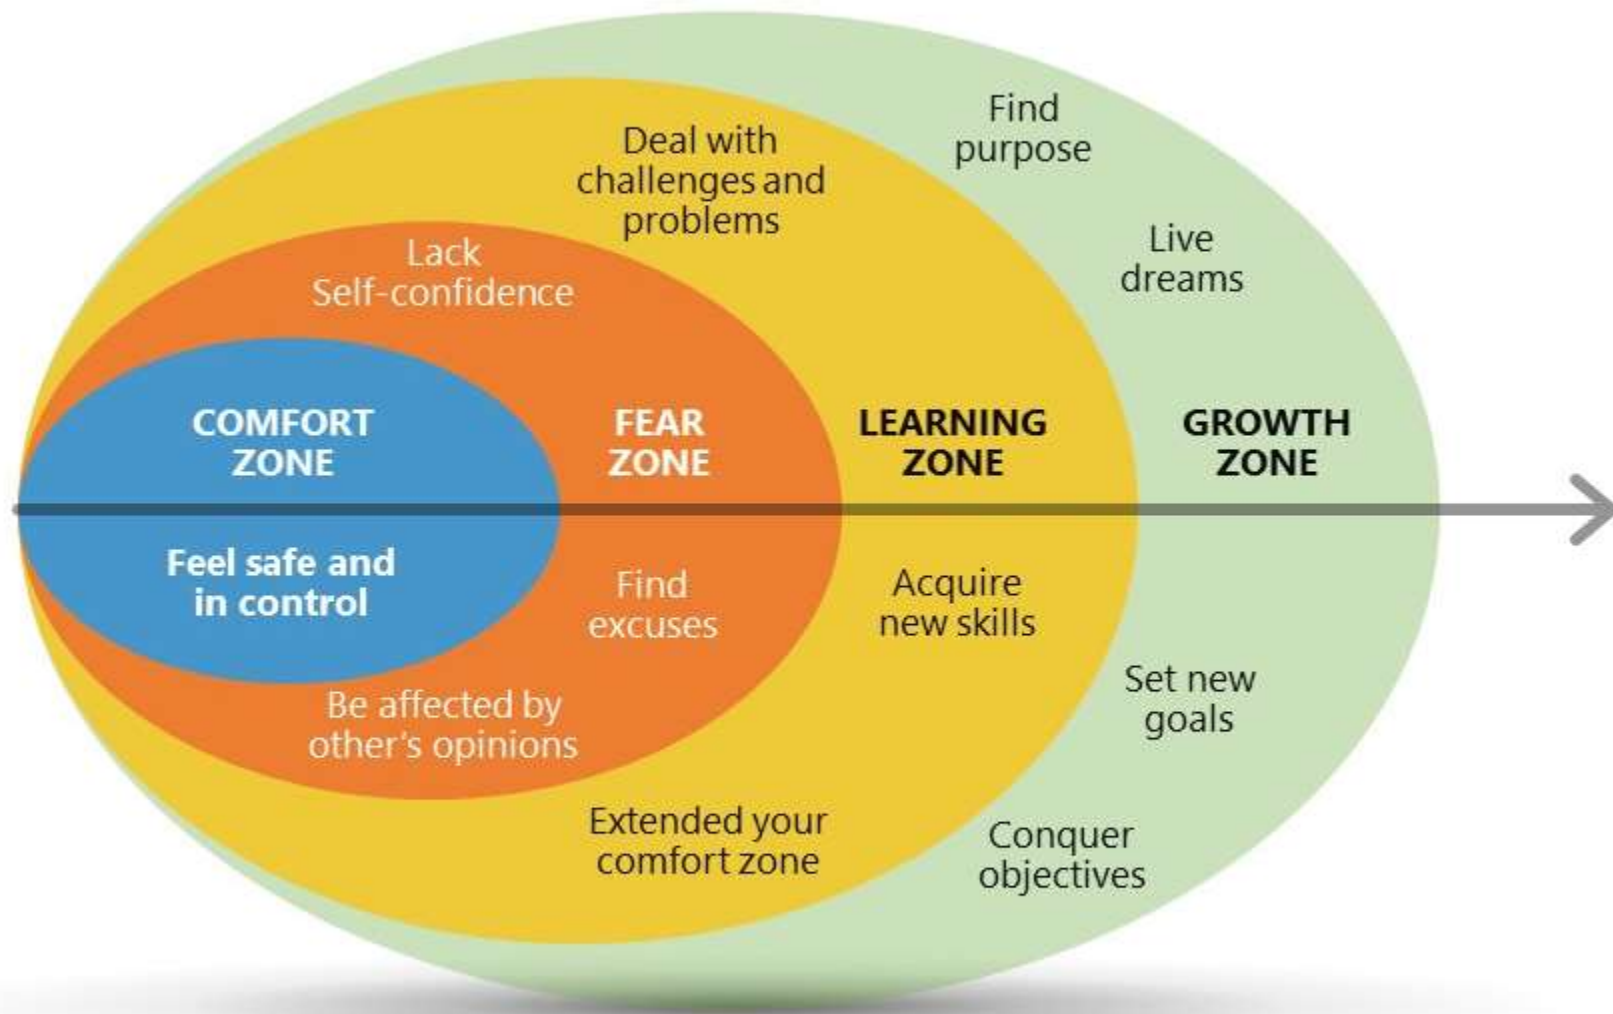 Find
purpose
Deal with
challenges and
problems
Live
dreams
Lack
Self-confidence
COMFORT
ZONE
FEAR
ZONE
LEARNING
ZONE
GROWTH
ZONE
Feel safe and
in control
Find
excuses
Acquire
new skills
Set new
goals
Be affected by
other's opinions
Extended your
comfort zone
Conquer
objectives